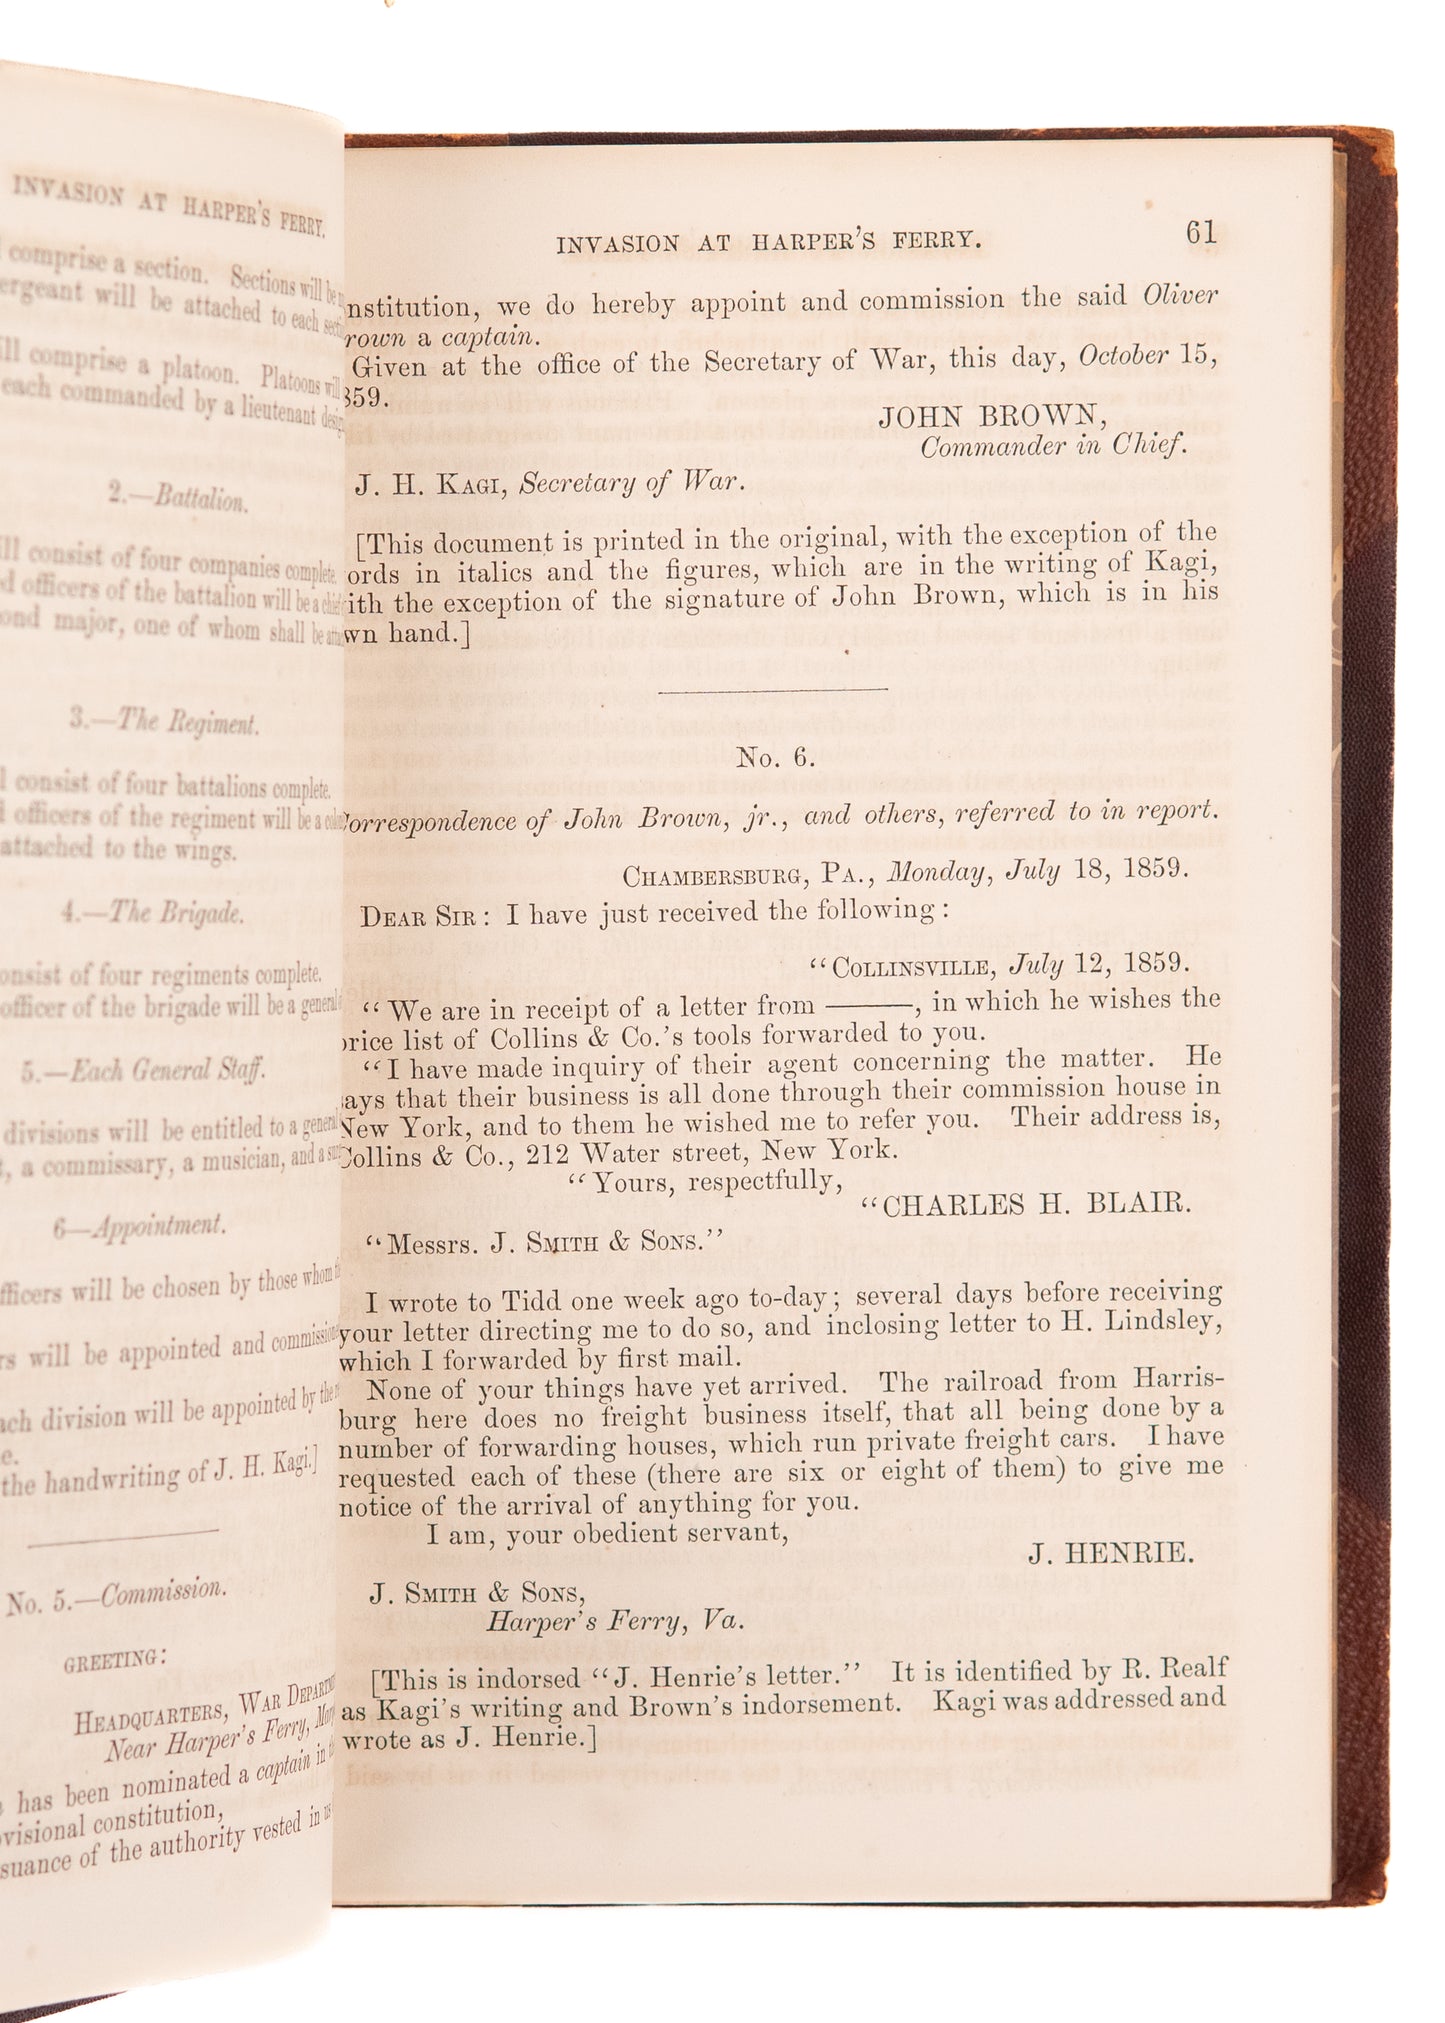 INVASION AT HARPER'S FERRY.
comprise a section. Sections will be
ergeant will be attached to each
ill comprise a platoon. Platoons will
each commanded by a lieutenant
2.—Battalion.
ill consist of four companies complete.
officers of the battalion will be a
ond major, one of whom shall be
3.—The Regiment.
consist of four battalions complete.
officers of the regiment will be a
attached to the wings.
4.—The Brigade.
onsist of four regiments complete.
officer of the brigade will be a general
5.—Each General Staff.
divisions will be entitled to a general
, a commissary, a musician, and a
6—Appointment.
fficers will be chosen by those whom
rs will be appointed and
ach division will be appointed by the
e.
the handwriting of J. H. Kagi.]
No. 5.—Commission.
GREETING:
HEADQUARTERS, WAR
Near Harper's Ferry,
has been nominated a captain in
visional constitution,
suance of the authority vested in us
INVASION AT HARPER'S FERRY. 61
nstitution, we do hereby appoint and commission the said Oliver
rown a captain.
Given at the office of the Secretary of War, this day, October 15,
859.
JOHN BROWN,
Commander in Chief.
J. H. KAGI, Secretary of War.
[This document is printed in the original, with the exception of the
ords in italics and the figures, which are in the writing of Kagi,
ith the exception of the signature of John Brown, which is in his
wn hand.]
No. 6.
orrespondence of John Brown, jr., and others, referred to in report.
CHAMBERSBURG, PA., Monday, July 18, 1859.
DEAR SIR: I have just received the following:
"COLLINSVILLE, July 12, 1859.
"We are in receipt of a letter from ———, in which he wishes the
rice list of Collins & Co.'s tools forwarded to you.
"I have made inquiry of their agent concerning the matter. He
ays that their business is all done through their commission house in
New York, and to them he wished me to refer you. Their address is,
Collins & Co., 212 Water street, New York.
"Yours, respectfully,
"CHARLES H. BLAIR.
"Messrs. J. SMITH & SONS."
I wrote to Tidd one week ago to-day; several days before receiving
your letter directing me to do so, and inclosing letter to H. Lindsley,
which I forwarded by first mail.
None of your things have yet arrived. The railroad from Harris-
burg here does no freight business itself, that all being done by a
number of forwarding houses, which run private freight cars. I have
requested each of these (there are six or eight of them) to give me
notice of the arrival of anything for you.
I am, your obedient servant,
J. HENRIE.
J. SMITH & SONS,
Harper's Ferry, Va.
[This is indorsed "J. Henrie's letter." It is identified by R. Realf
as Kagi's writing and Brown's indorsement. Kagi was addressed and
wrote as J. Henrie.]